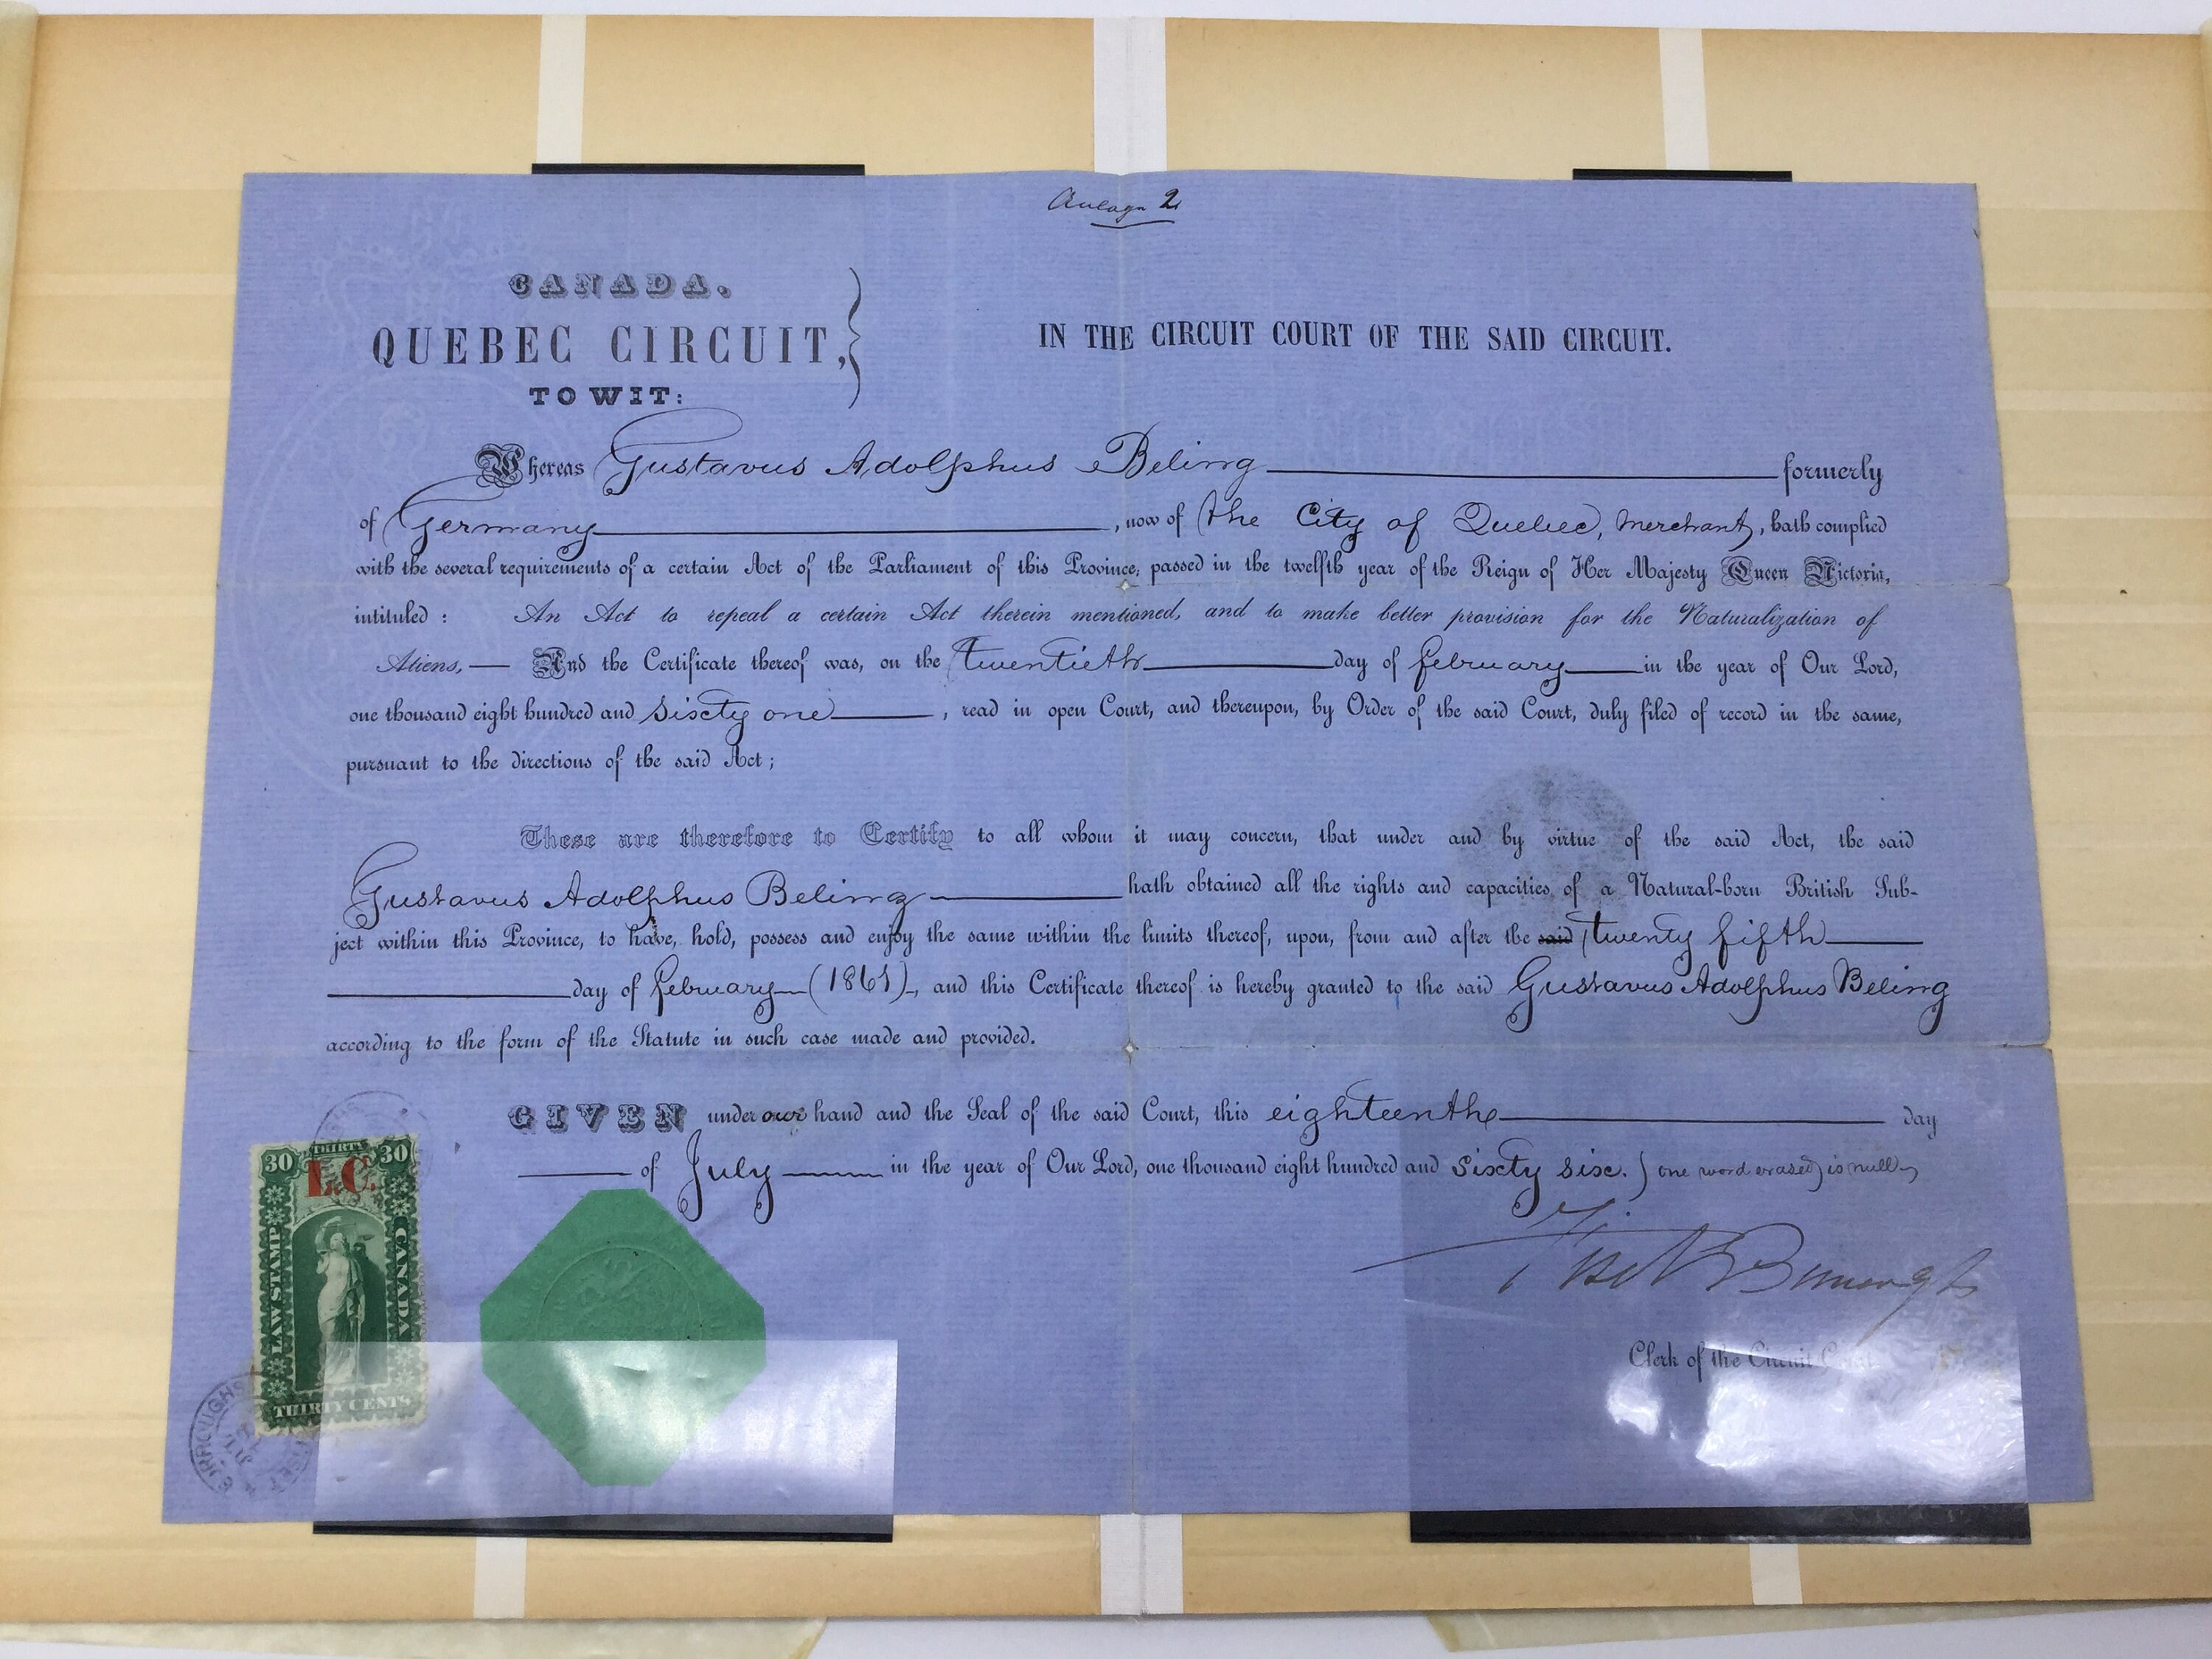 Anlage 2
CANADA.
QUEBEC CIRCUIT,
TO WIT:
IN THE CIRCUIT COURT OF THE SAID CIRCUIT.
Whereas Gustavus Adolphus Beling formerly
of Germany, now of the City of Quebec, Merchant, hath complied
with the several requirements of a certain Act of the Parliament of this Province, passed in the twelfth year of the Reign of Her Majesty Queen Victoria,
intituled : An Act to repeal a certain Act therein mentioned, and to make better provision for the Naturalization of
Aliens,— And the Certificate thereof was, on the twentieth day of february in the year of Our Lord,
one thousand eight hundred and sixty one, read in open Court, and thereupon, by Order of the said Court, duly filed of record in the same,
pursuant to the directions of the said Act ;
These are therefore to Certify to all whom it may concern, that under and by virtue of the said Act, the said
Gustavus Adolphus Beling hath obtained all the rights and capacities of a Natural-born British Sub-
ject within this Province, to have, hold, possess and enjoy the same within the limits thereof, upon, from and after the said twenty fifth
day of february (1861), and this Certificate thereof is hereby granted to the said Gustavus Adolphus Beling
according to the form of the Statute in such case made and provided.
GIVEN under our hand and the Seal of the said Court, this eighteenth day
of July in the year of Our Lord, one thousand eight hundred and sixty six. ) one word erased) is null
Burroughs
Clerk of the Circuit Court
30 THIRTY 30
L.C.
LAW STAMP
CANADA
THIRTY CENTS
BURROUGHS